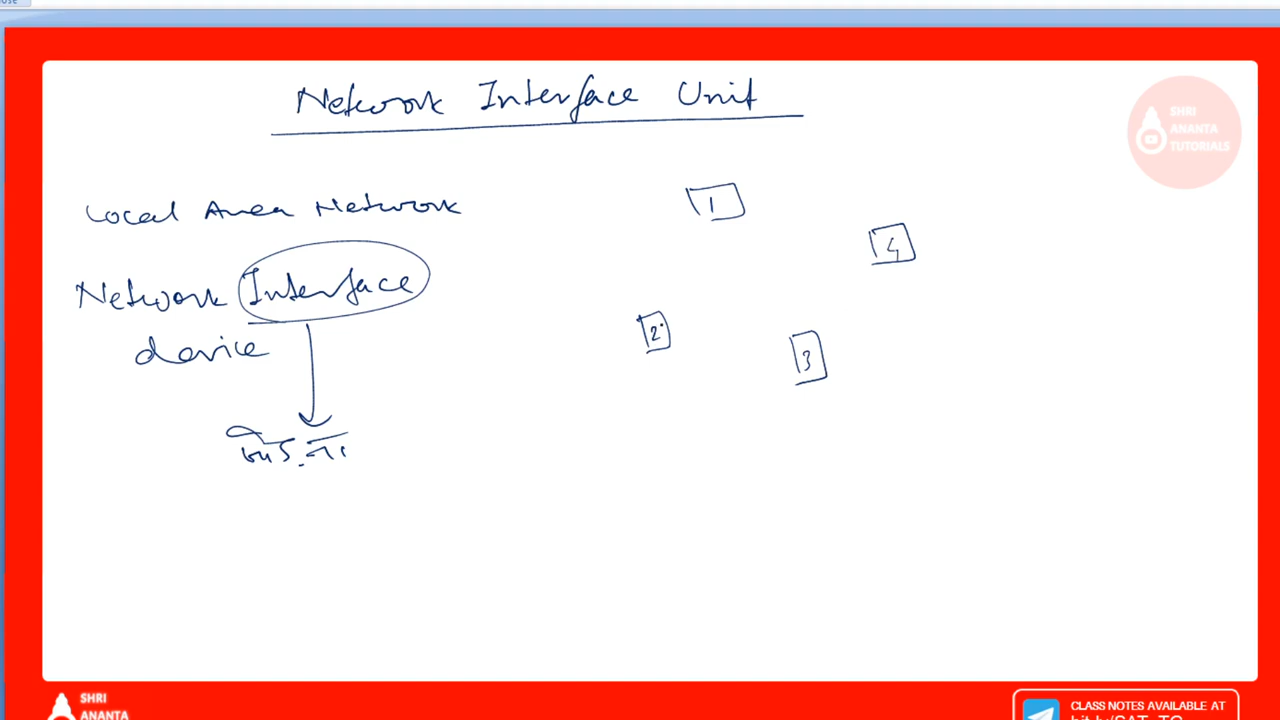 Network Interface Unit
SHRI
ANANTA
TUTORIALS
Local Area Network
1
4
Network Interface
device
2
3
SHRI
ANANTA
CLASS NOTES AVAILABLE AT